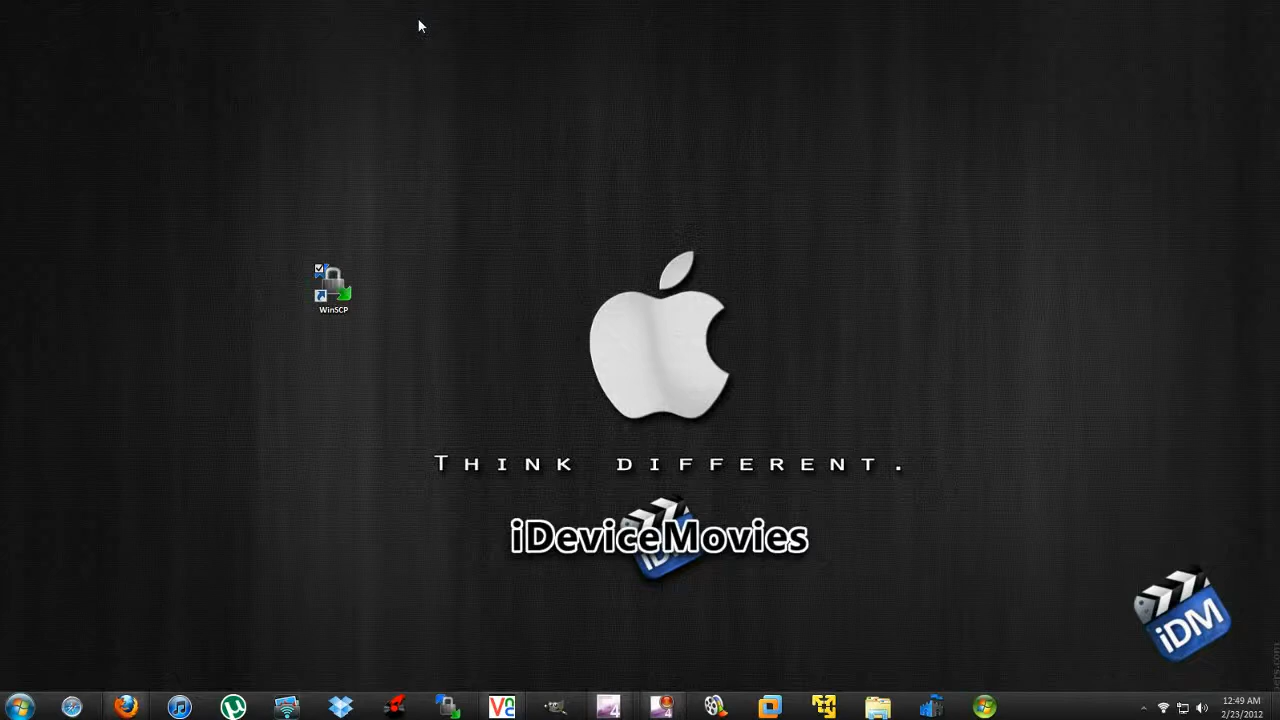 WinSCP
THINK DIFFERENT.
iDeviceMovies
iDM
12:49 AM
2/23/2012